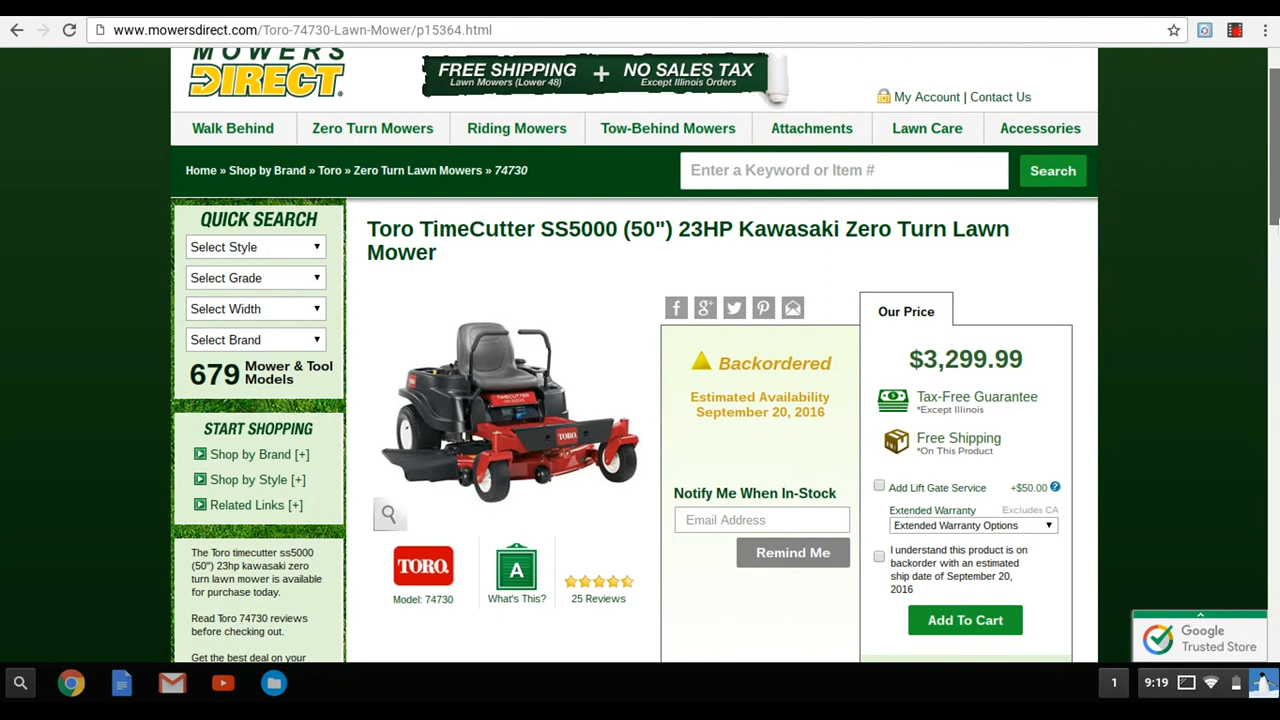 www.mowersdirect.com/Toro-74730-Lawn-Mower/p15364.html
MOWERS
DIRECT
FREE SHIPPING + NO SALES TAX
Lawn Mowers (Lower 48) Except Illinois Orders
My Account | Contact Us
Walk Behind Zero Turn Mowers Riding Mowers Tow-Behind Mowers Attachments Lawn Care Accessories
Home » Shop by Brand » Toro » Zero Turn Lawn Mowers » 74730
Enter a Keyword or Item #
Search
QUICK SEARCH
Select Style
Select Grade
Select Width
Select Brand
679 Mower & Tool
Models
START SHOPPING
Shop by Brand [+]
Shop by Style [+]
Related Links [+]
The Toro timecutter ss5000
(50") 23hp kawasaki zero
turn lawn mower is available
for purchase today.
Read Toro 74730 reviews
before checking out.
Get the best deal on your
Toro TimeCutter SS5000 (50") 23HP Kawasaki Zero Turn Lawn
Mower
TIMECUTTER
TORO
TORO.
Model: 74730
A
What's This?
25 Reviews
Backordered
Estimated Availability
September 20, 2016
Notify Me When In-Stock
Email Address
Remind Me
Our Price
$3,299.99
Tax-Free Guarantee
*Except Illinois
Free Shipping
*On This Product
Add Lift Gate Service +$50.00 ?
Extended Warranty Excludes CA
Extended Warranty Options
I understand this product is on
backorder with an estimated
ship date of September 20,
2016
Add To Cart
Google
Trusted Store
1
9:19